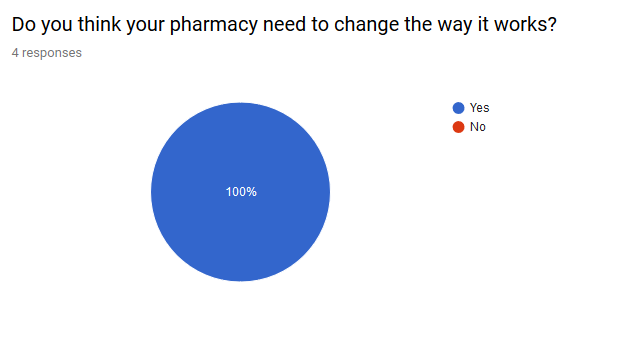 Do you think your pharmacy need to change the way it works?
4 responses
Yes
No
100%